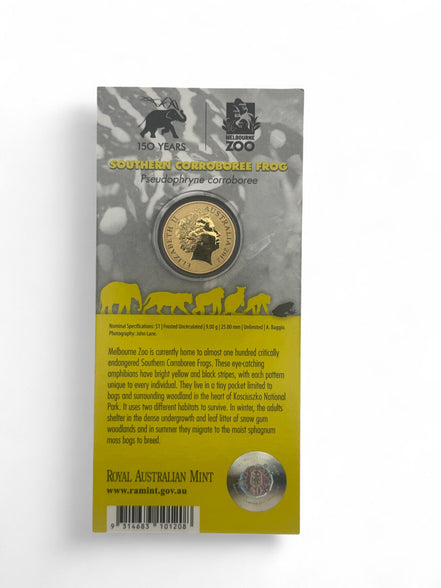 150 YEARS
MELBOURNE
ZOO
SOUTHERN CORROBOREE FROG
Pseudophryne corroboree
ELIZABETH II AUSTRALIA 2012
Nominal Specifications: $1 | Frosted Uncirculated | 9.00 g | 25.00 mm | Unlimited | A. Baggio.
Photography: John Lane.
Melbourne Zoo is currently home to almost one hundred critically
endangered Southern Corroboree Frogs. These eye-catching
amphibians have bright yellow and black stripes, with each pattern
unique to every individual. They live in a tiny pocket limited to
bogs and surrounding woodland in the heart of Kosciuszko National
Park. It uses two different habitats to survive. In winter, the adults
shelter in the dense undergrowth and leaf litter of snow gum
woodlands and in summer they migrate to the moist sphagnum
moss bogs to breed.
ROYAL AUSTRALIAN MINT
www.ramint.gov.au
9 314683 101208